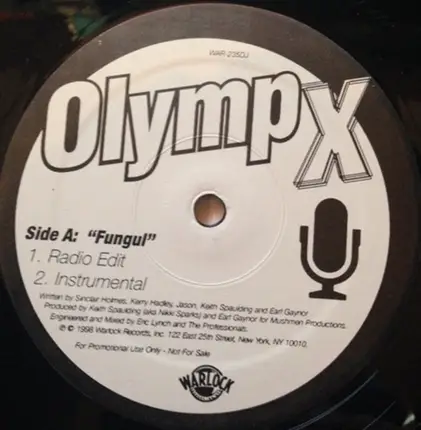 WAR-235DJ
OlympX
Side A: "Fungul"
1. Radio Edit
2. Instrumental
Written by Sinclair Holmes, Kerry Hadley, Jason, Keith Spaulding and Earl Gaynor
Produced by Keith Spaulding (aka Nikki Sparks) and Earl Gaynor for Mushmen Productions.
Engineered and Mixed by Eric Lynch and The Professionals.
℗ © 1998 Warlock Records, Inc. 122 East 25th Street, New York, NY 10010.
For Promotional Use Only - Not For Sale
WARLOCK